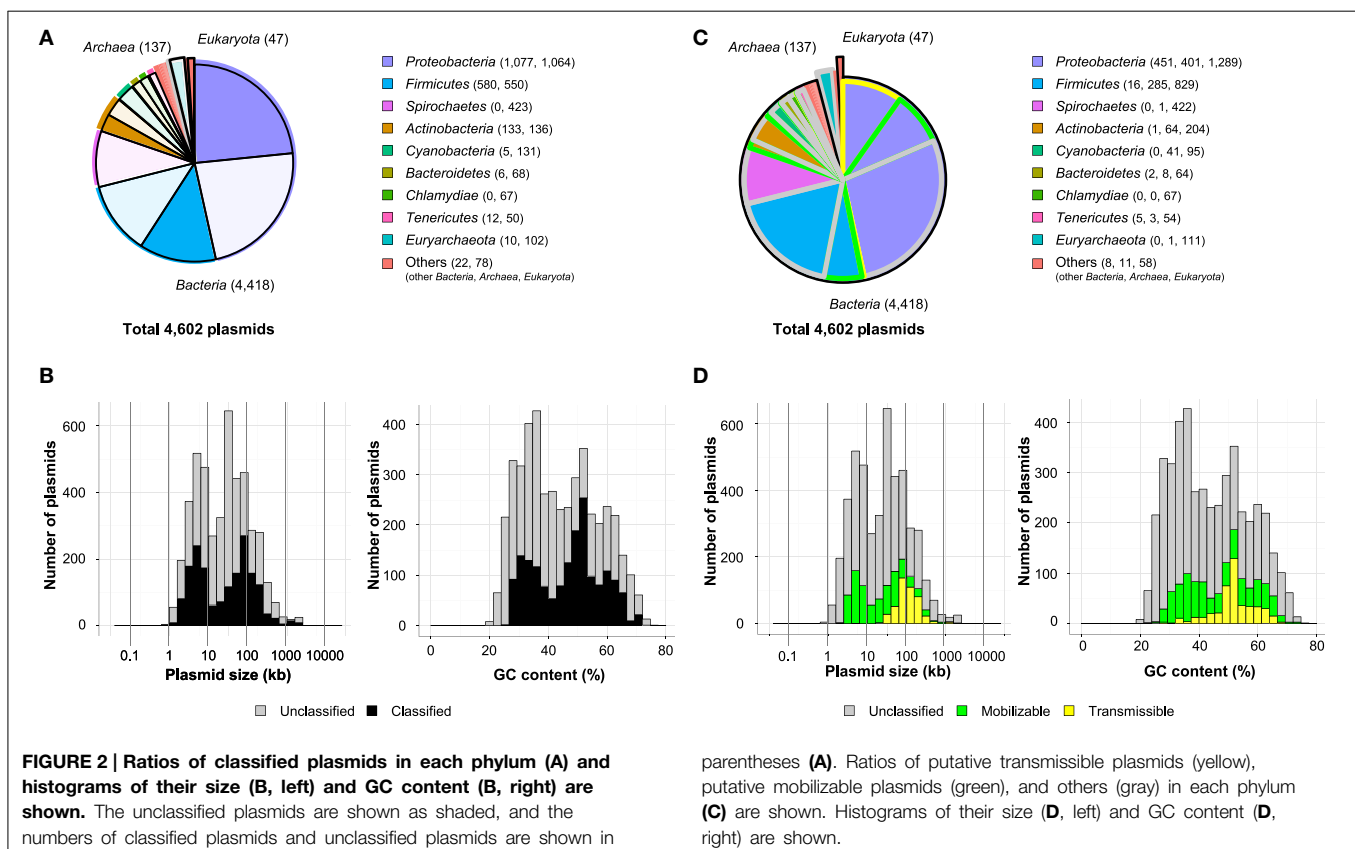 A
Archaea (137)
Eukaryota (47)
Proteobacteria (1,077, 1,064)
Firmicutes (580, 550)
Spirochaetes (0, 423)
Actinobacteria (133, 136)
Cyanobacteria (5, 131)
Bacteroidetes (6, 68)
Chlamydiae (0, 67)
Tenericutes (12, 50)
Euryarchaeota (10, 102)
Others (22, 78)
(other Bacteria, Archaea, Eukaryota)
Bacteria (4,418)
Total 4,602 plasmids
C
Archaea (137)
Eukaryota (47)
Proteobacteria (451, 401, 1,289)
Firmicutes (16, 285, 829)
Spirochaetes (0, 1, 422)
Actinobacteria (1, 64, 204)
Cyanobacteria (0, 41, 95)
Bacteroidetes (2, 8, 64)
Chlamydiae (0, 0, 67)
Tenericutes (5, 3, 54)
Euryarchaeota (0, 1, 111)
Others (8, 11, 58)
(other Bacteria, Archaea, Eukaryota)
Bacteria (4,418)
Total 4,602 plasmids
B
Number of plasmids
600
400
200
0
0.1 1 10 100 1000 10000
Plasmid size (kb)
Number of plasmids
400
300
200
100
0
0 20 40 60 80
GC content (%)
Unclassified Classified
D
Number of plasmids
600
400
200
0
0.1 1 10 100 1000 10000
Plasmid size (kb)
Number of plasmids
400
300
200
100
0
0 20 40 60 80
GC content (%)
Unclassified Mobilizable Transmissible
FIGURE 2 | Ratios of classified plasmids in each phylum (A) and
histograms of their size (B, left) and GC content (B, right) are
shown. The unclassified plasmids are shown as shaded, and the
numbers of classified plasmids and unclassified plasmids are shown in
parentheses (A). Ratios of putative transmissible plasmids (yellow),
putative mobilizable plasmids (green), and others (gray) in each phylum
(C) are shown. Histograms of their size (D, left) and GC content (D,
right) are shown.